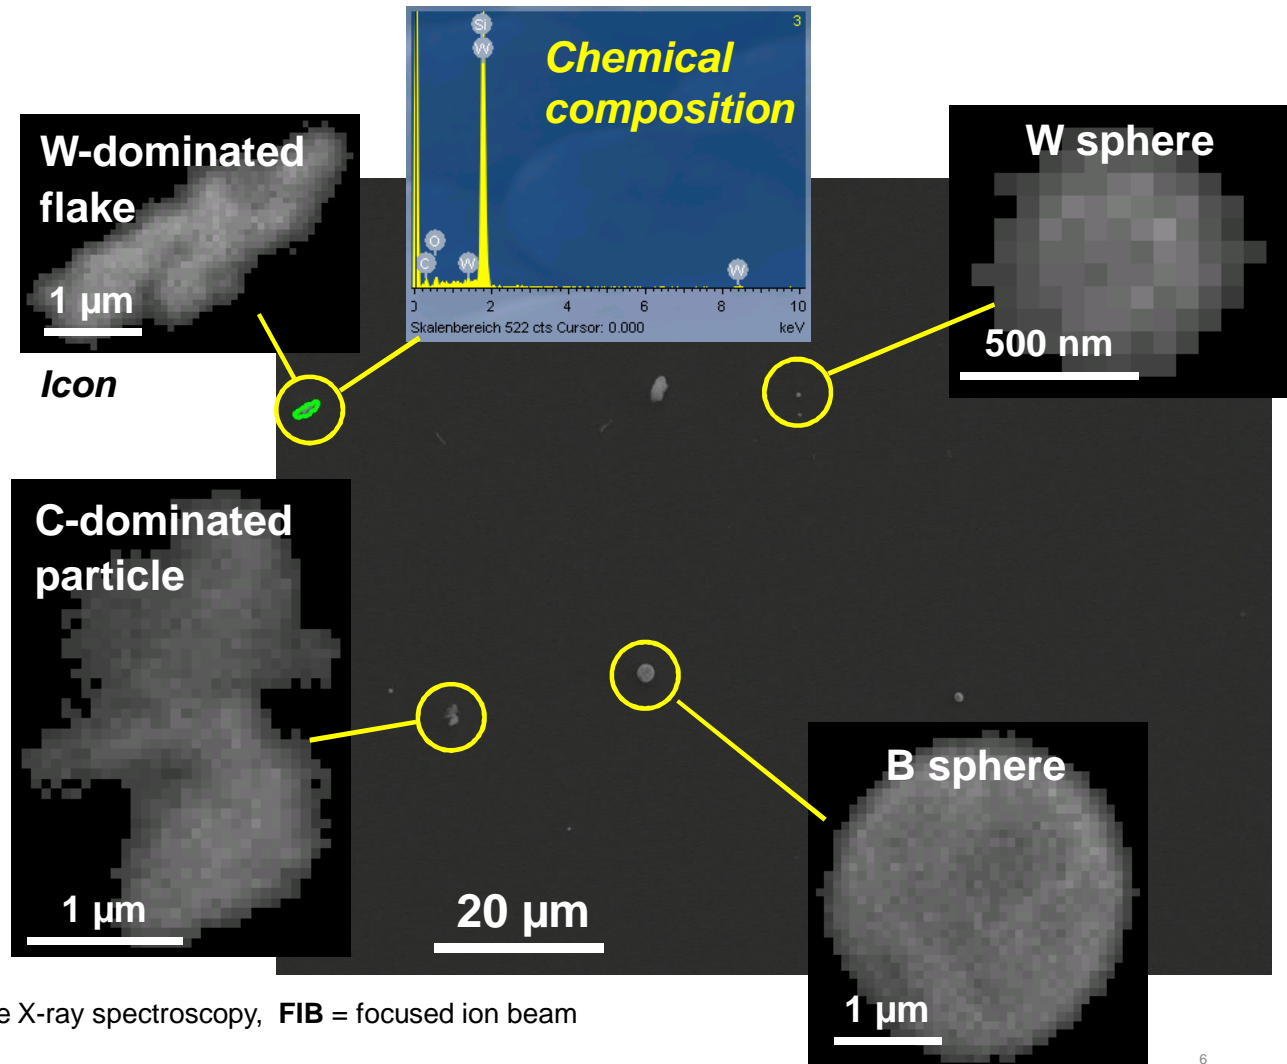 Si
W
3
Chemical
composition
O
C
W
W
0 2 4 6 8 10
Skalenbereich 522 cts Cursor: 0.000 keV
W-dominated
flake
1 µm
Icon
W sphere
500 nm
C-dominated
particle
1 µm
20 µm
B sphere
1 µm
X-ray spectroscopy, FIB = focused ion beam
6